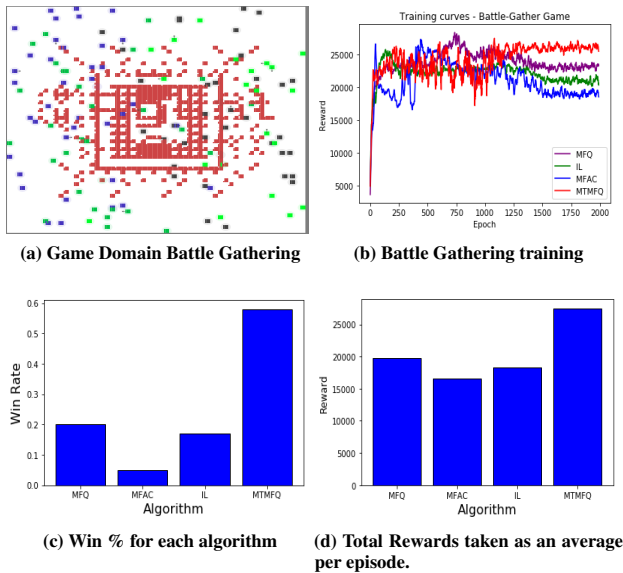 Training curves - Battle-Gather Game
25000
20000
15000
10000
5000
Reward
0 250 500 750 1000 1250 1500 1750 2000
Epoch
MFQ
IL
MFAC
MTMFQ
(a) Game Domain Battle Gathering
(b) Battle Gathering training
0.6
0.5
0.4
0.3
0.2
0.1
0.0
Win Rate
MFQ MFAC IL MTMFQ
Algorithm
25000
20000
15000
10000
5000
0
Reward
MFQ MFAC IL MTMFQ
Algorithm
(c) Win % for each algorithm
(d) Total Rewards taken as an average
per episode.